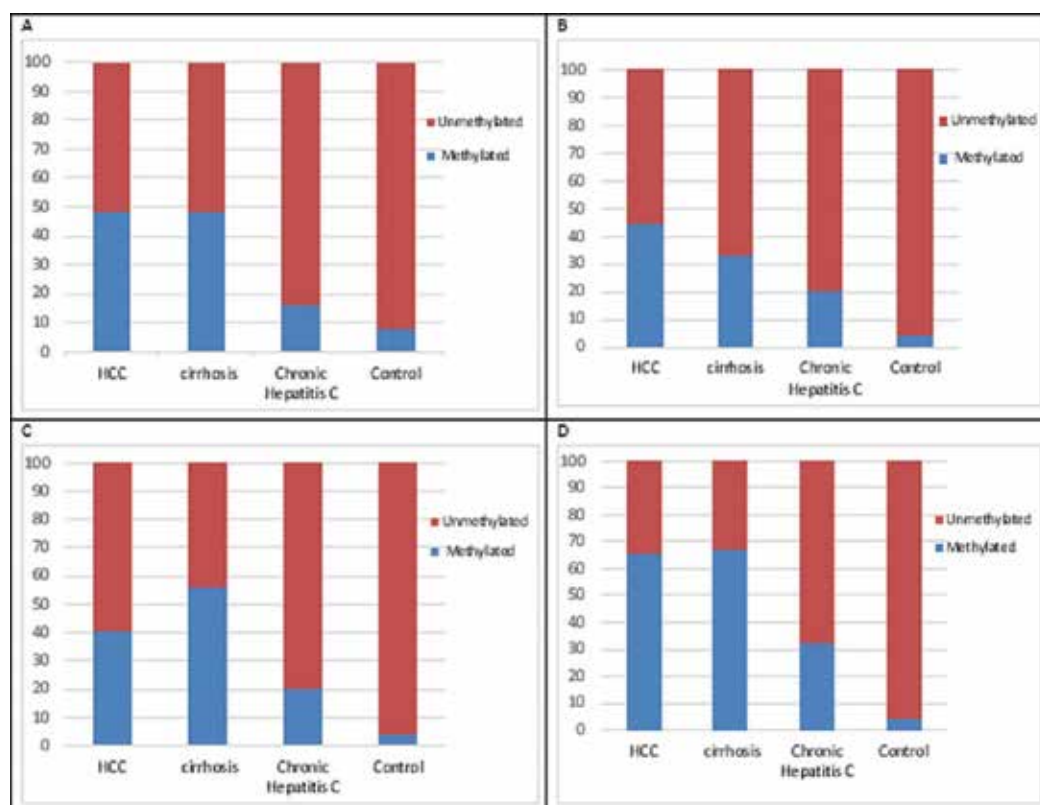 A
100
90
80
70
60
50
40
30
20
10
0
HCC
cirrhosis
Chronic
Hepatitis C
Control
Unmethylated
Methylated
B
100
90
80
70
60
50
40
30
20
10
0
HCC
cirrhosis
Chronic
Hepatitis C
Control
Unmethylated
Methylated
C
100
90
80
70
60
50
40
30
20
10
0
HCC
cirrhosis
Chronic
Hepatitis C
Control
Unmethylated
Methylated
D
100
90
80
70
60
50
40
30
20
10
0
HCC
cirrhosis
Chronic
Hepatitis C
Control
Unmethylated
Methylated